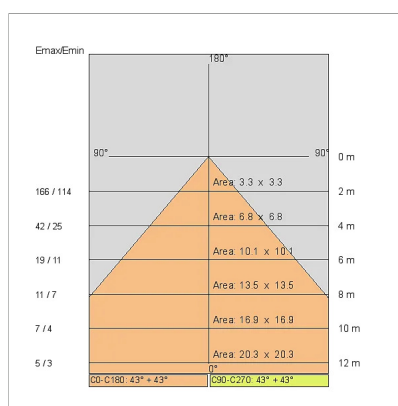 Emax/Emin
180°
90° 90° 0 m
166 / 114 Area: 3.3 x 3.3 2 m
42 / 25 Area: 6.8 x 6.8 4 m
19 / 11 Area: 10.1 x 10.1 6 m
11 / 7 Area: 13.5 x 13.5 8 m
7 / 4 Area: 16.9 x 16.9 10 m
5 / 3 Area: 20.3 x 20.3 12 m
0°
C0-C180: 43° + 43° C90-C270: 43° + 43°